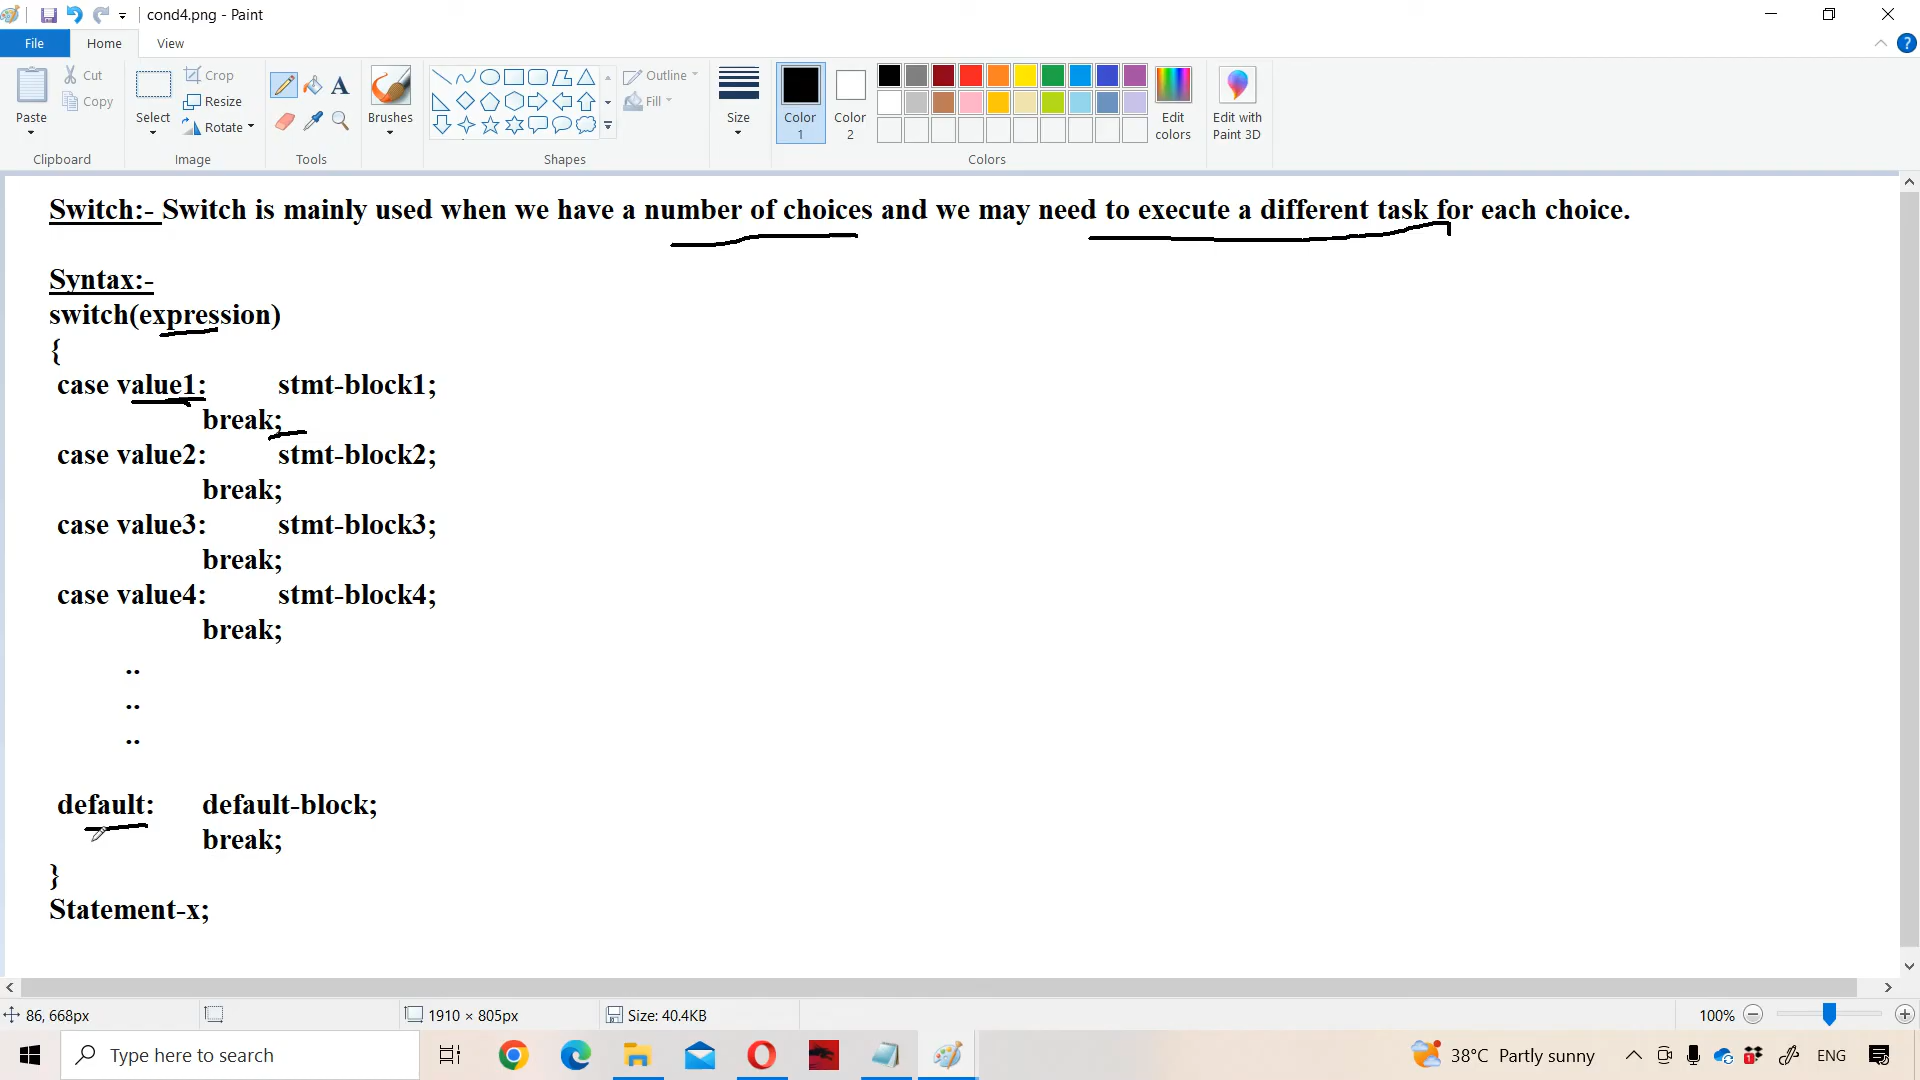 cond4.png - Paint
File Home View
Paste Cut Copy Clipboard
Select Crop Resize Rotate Image
Tools
Brushes
Outline Fill Shapes
Size
Color 1 Color 2 Edit colors Colors
Edit with Paint 3D
Switch:- Switch is mainly used when we have a number of choices and we may need to execute a different task for each choice.
Syntax:-
switch(expression)
{
case value1: stmt-block1;
break;
case value2: stmt-block2;
break;
case value3: stmt-block3;
break;
case value4: stmt-block4;
break;
..
..
..
default: default-block;
break;
}
Statement-x;
86, 668px 1910 × 805px Size: 40.4KB 100%
Type here to search 38°C Partly sunny ENG